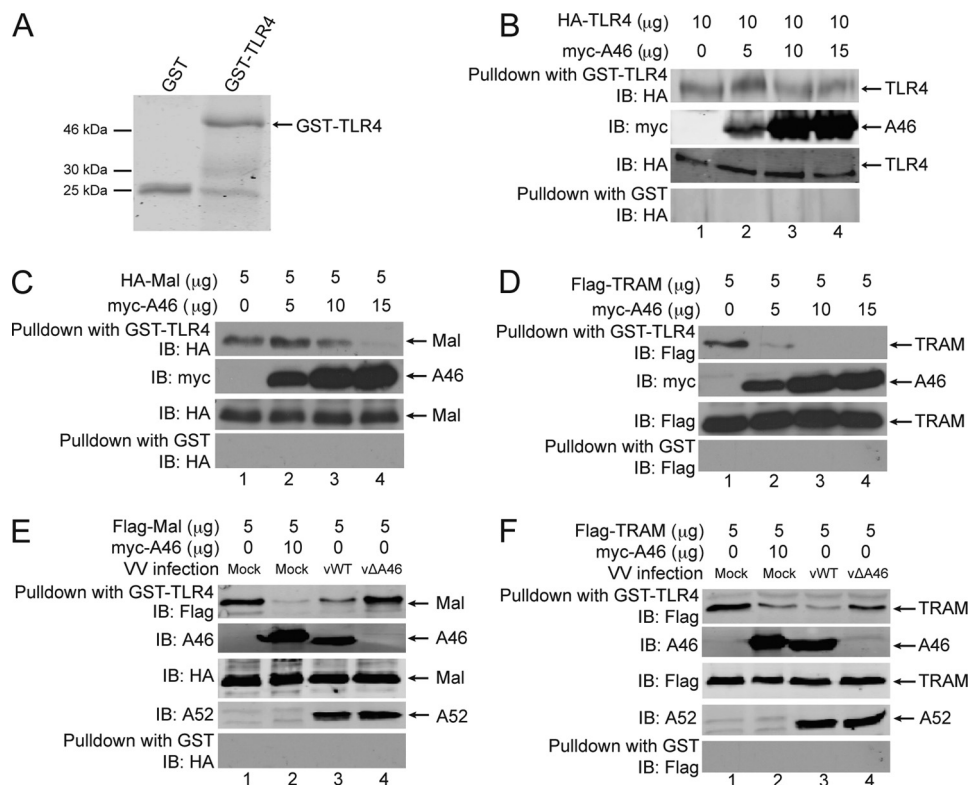 A
GST
GST-TLR4
46 kDa
30 kDa
25 kDa
GST-TLR4
B
HA-TLR4 (μg) 10 10 10 10
myc-A46 (μg) 0 5 10 15
Pulldown with GST-TLR4
IB: HA
TLR4
IB: myc
A46
IB: HA
TLR4
Pulldown with GST
IB: HA
1 2 3 4
C
HA-Mal (μg) 5 5 5 5
myc-A46 (μg) 0 5 10 15
Pulldown with GST-TLR4
IB: HA
Mal
IB: myc
A46
IB: HA
Mal
Pulldown with GST
IB: HA
1 2 3 4
D
Flag-TRAM (μg) 5 5 5 5
myc-A46 (μg) 0 5 10 15
Pulldown with GST-TLR4
IB: Flag
TRAM
IB: myc
A46
IB: Flag
TRAM
Pulldown with GST
IB: Flag
1 2 3 4
E
Flag-Mal (μg) 5 5 5 5
myc-A46 (μg) 0 10 0 0
VV infection Mock Mock vWT vΔA46
Pulldown with GST-TLR4
IB: Flag
Mal
IB: A46
A46
IB: HA
Mal
IB: A52
A52
Pulldown with GST
IB: HA
1 2 3 4
F
Flag-TRAM (μg) 5 5 5 5
myc-A46 (μg) 0 10 0 0
VV infection Mock Mock vWT vΔA46
Pulldown with GST-TLR4
IB: Flag
TRAM
IB: A46
A46
IB: Flag
TRAM
IB: A52
A52
Pulldown with GST
IB: Flag
1 2 3 4